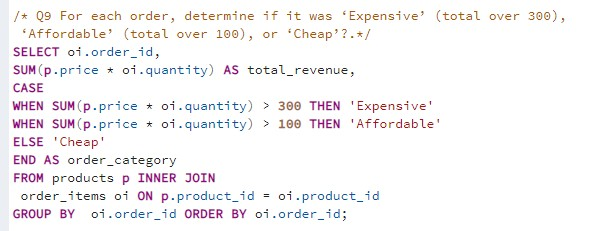 /* Q9 For each order, determine if it was ‘Expensive’ (total over 300),
‘Affordable’ (total over 100), or ‘Cheap’?.*/
SELECT oi.order_id,
SUM(p.price * oi.quantity) AS total_revenue,
CASE
WHEN SUM(p.price * oi.quantity) > 300 THEN 'Expensive'
WHEN SUM(p.price * oi.quantity) > 100 THEN 'Affordable'
ELSE 'Cheap'
END AS order_category
FROM products p INNER JOIN
order_items oi ON p.product_id = oi.product_id
GROUP BY  oi.order_id ORDER BY oi.order_id;